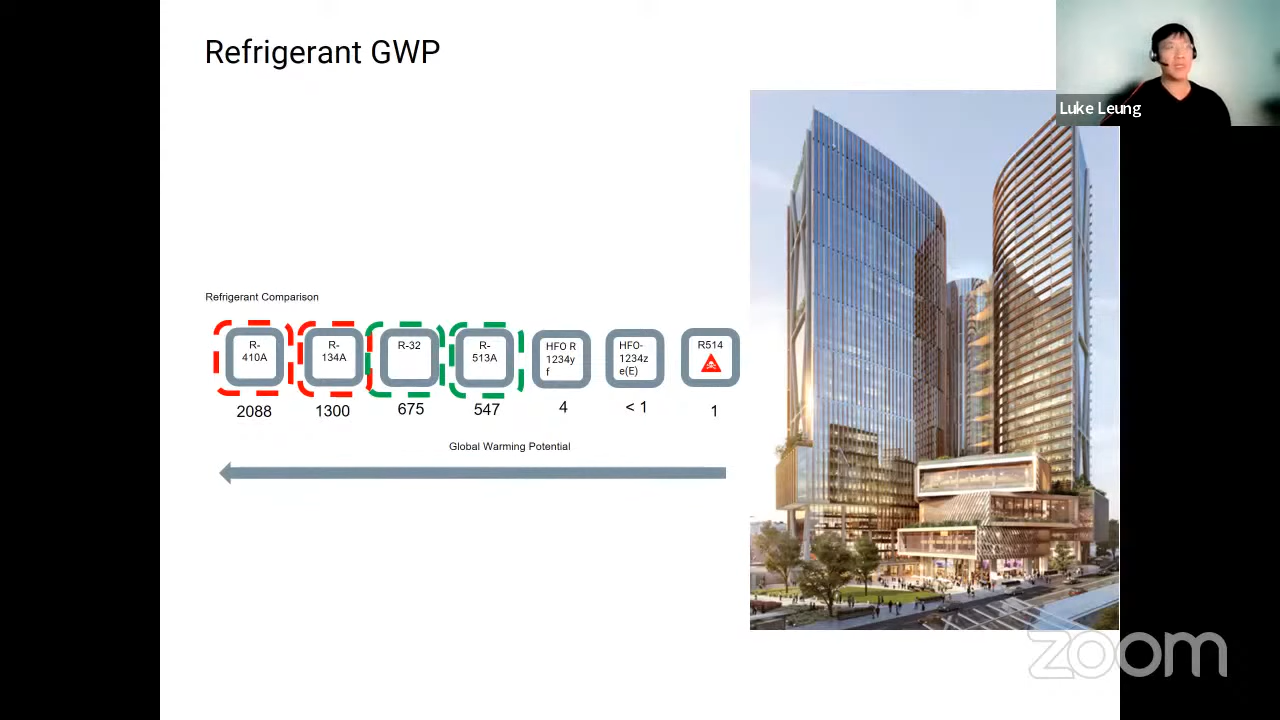 Refrigerant GWP
Luke Leung
Refrigerant Comparison
R-
410A
R-
134A
R-32
R-
513A
HFO R
1234y
f
HFO-
1234z
e(E)
R514
2088
1300
675
547
4
< 1
1
Global Warming Potential
zoom